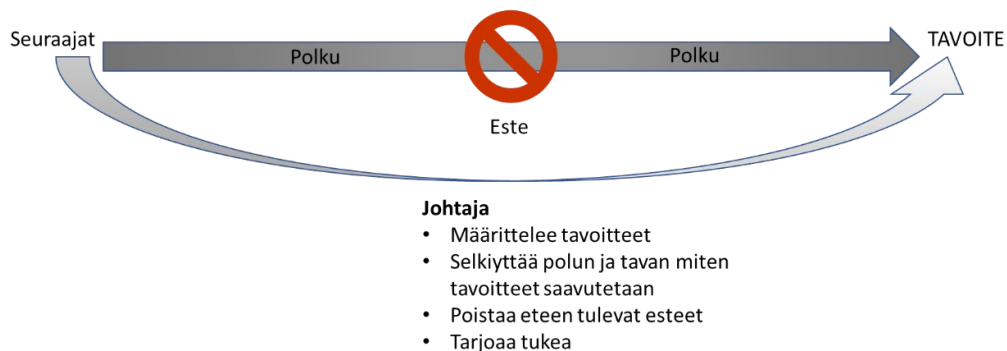 Seuraajat
Polku
Polku
TAVOITE
Este
Johtaja
• Määrittelee tavoitteet
• Selkiyttää polun ja tavan miten
tavoitteet saavutetaan
• Poistaa eteen tulevat esteet
• Tarjoaa tukea